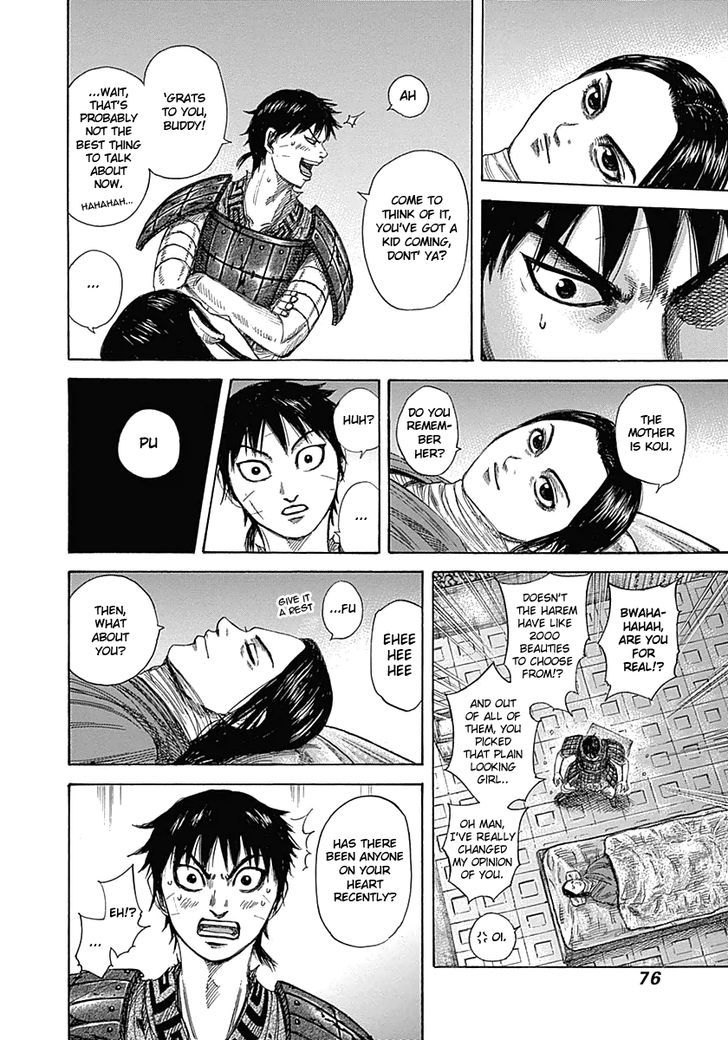 AH
COME TO
THINK OF IT,
YOU'VE GOT
A KID COMING,
DONT' YA?
'GRATS
TO YOU,
BUDDY!
...WAIT,
THAT'S
PROBABLY
NOT THE
BEST THING
TO TALK
ABOUT
NOW.
HAHAHAH...
...
THE
MOTHER
IS KOU.
DO YOU
REMEM-
BER
HER?
HUH?
...
PU
BWAHA-
HAHAH,
ARE YOU
FOR
REAL!?
DOESN'T
THE HAREM
HAVE LIKE
2000
BEAUTIES
TO CHOOSE
FROM!?
AND OUT
OF ALL OF
THEM, YOU
PICKED
THAT PLAIN
LOOKING
GIRL..
OH MAN,
I'VE REALLY
CHANGED
MY OPINION
OF YOU.
OI.
EHEE
HEE
HEE
...FU
GIVE IT
A REST
THEN,
WHAT
ABOUT
YOU?
HAS THERE
BEEN ANYONE
ON YOUR
HEART
RECENTLY?
EH!?
...
76